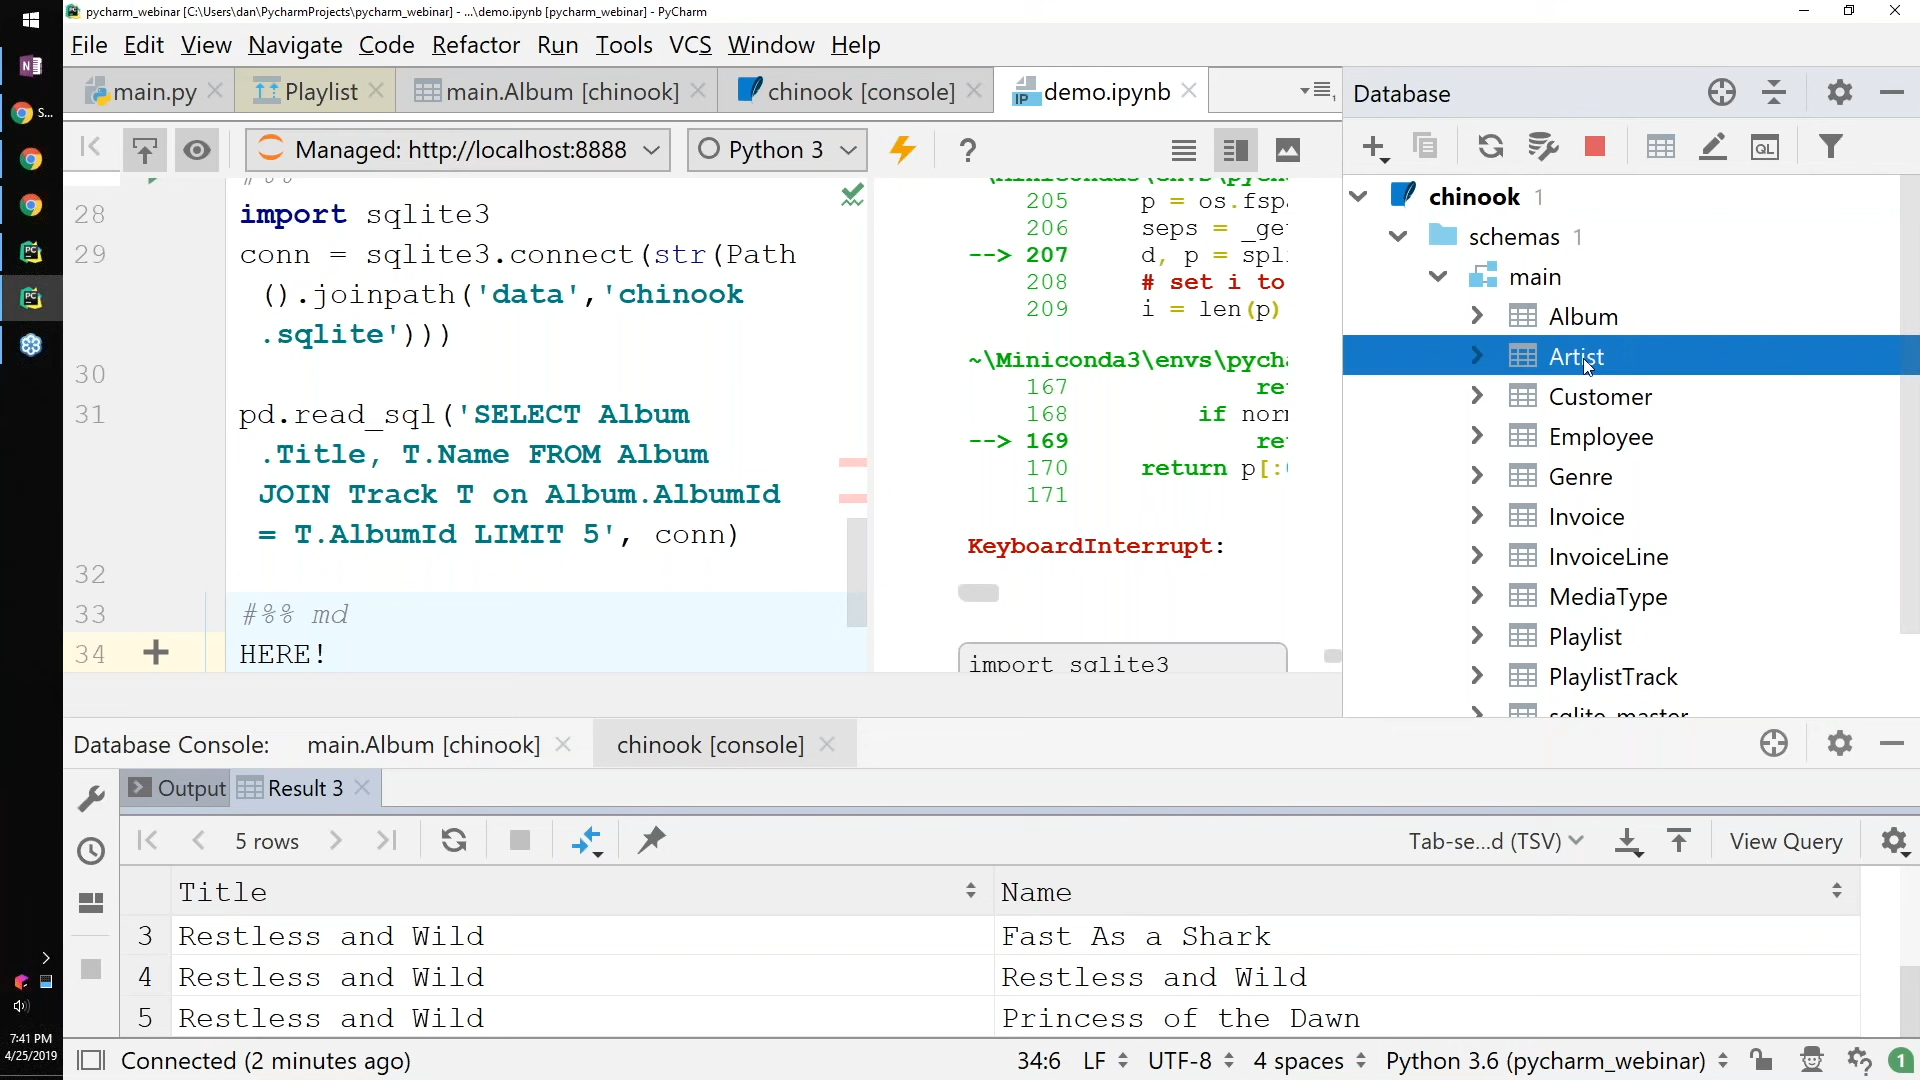 pycharm_webinar [C:\Users\dan\PycharmProjects\pycharm_webinar] - ...\demo.ipynb [pycharm_webinar] - PyCharm
File Edit View Navigate Code Refactor Run Tools VCS Window Help
main.py Playlist main.Album [chinook] chinook [console] demo.ipynb
Managed: http://localhost:8888 Python 3 ?
28 import sqlite3
29 conn = sqlite3.connect(str(Path
().joinpath('data','chinook
.sqlite')))
30
31 pd.read_sql('SELECT Album
.Title, T.Name FROM Album
JOIN Track T on Album.AlbumId
= T.AlbumId LIMIT 5', conn)
32
33 #%% md
34 HERE!
205 p = os.fsp
206 seps = _ge
--> 207 d, p = spl
208 # set i to
209 i = len(p)
~\Miniconda3\envs\pych
167 re
168 if nor
--> 169 re
170 return p[:
171
KeyboardInterrupt:
import sqlite3
Database
QL
chinook 1
schemas 1
main
Album
Artist
Customer
Employee
Genre
Invoice
InvoiceLine
MediaType
Playlist
PlaylistTrack
sqlite_master
Database Console: main.Album [chinook] chinook [console]
Output Result 3
5 rows Tab-se...d (TSV) View Query
Title Name
3 Restless and Wild Fast As a Shark
4 Restless and Wild Restless and Wild
5 Restless and Wild Princess of the Dawn
Connected (2 minutes ago) 34:6 LF UTF-8 4 spaces Python 3.6 (pycharm_webinar) 1
S...
7:41 PM
4/25/2019